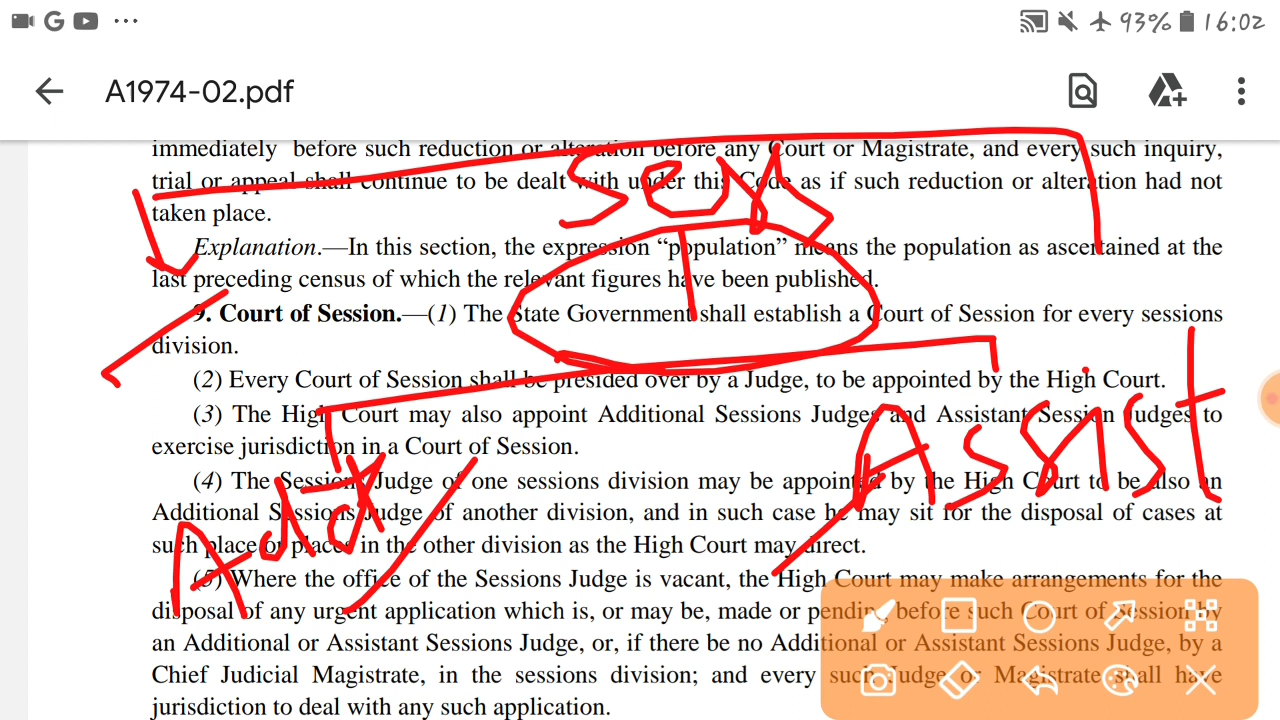 93% 16:02
A1974-02.pdf
immediately before such reduction or alteration before any Court or Magistrate, and every such inquiry,
trial or appeal shall continue to be dealt with under this Code as if such reduction or alteration had not
taken place.
Explanation.—In this section, the expression “population” means the population as ascertained at the
last preceding census of which the relevant figures have been published.
9. Court of Session.—(1) The State Government shall establish a Court of Session for every sessions
division.
(2) Every Court of Session shall be presided over by a Judge, to be appointed by the High Court.
(3) The High Court may also appoint Additional Sessions Judges and Assistant Session Judges to
exercise jurisdiction in a Court of Session.
(4) The Sessions Judge of one sessions division may be appointed by the High Court to be also an
Additional Sessions Judge of another division, and in such case he may sit for the disposal of cases at
such place or places in the other division as the High Court may direct.
(5) Where the office of the Sessions Judge is vacant, the High Court may make arrangements for the
disposal of any urgent application which is, or may be, made or pending before such Court of Session by
an Additional or Assistant Sessions Judge, or, if there be no Additional or Assistant Sessions Judge, by a
Chief Judicial Magistrate, in the sessions division; and every such Judge or Magistrate shall have
jurisdiction to deal with any such application.
Assist